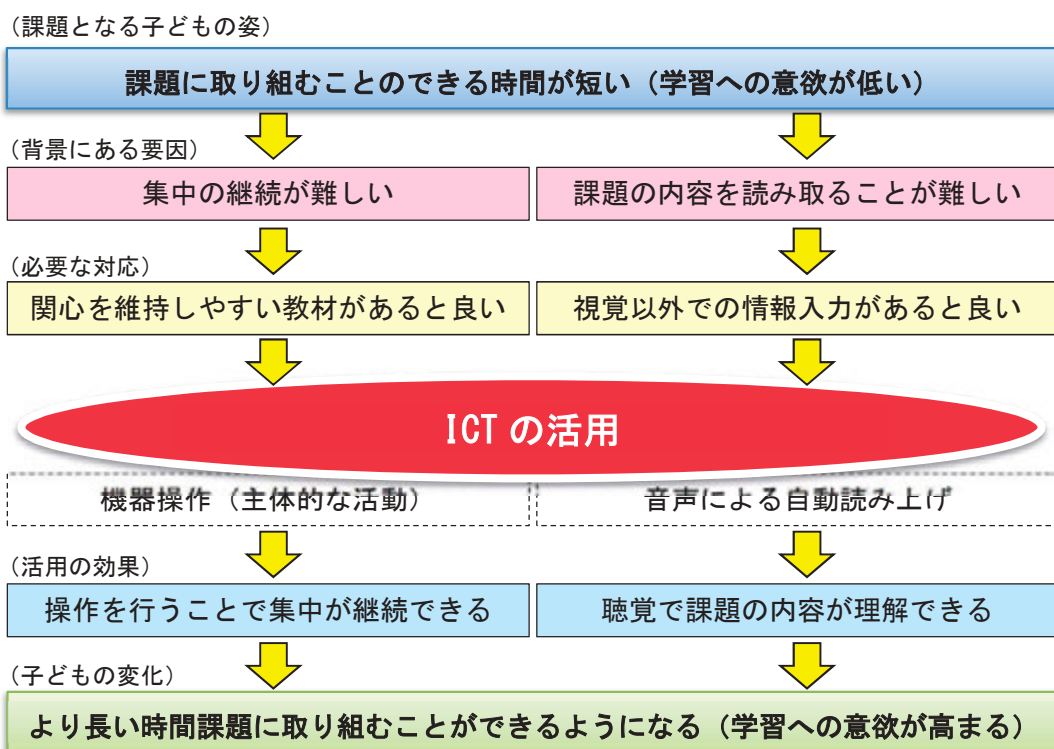 (課題となる子どもの姿)
課題に取り組むことのできる時間が短い（学習への意欲が低い）
(背景にある要因)
集中の継続が難しい
課題の内容を読み取ることが難しい
(必要な対応)
関心を維持しやすい教材があると良い
視覚以外での情報入力があると良い
ICT の活用
機器操作（主体的な活動）
音声による自動読み上げ
(活用の効果)
操作を行うことで集中が継続できる
聴覚で課題の内容が理解できる
(子どもの変化)
より長い時間課題に取り組むことができるようになる（学習への意欲が高まる）